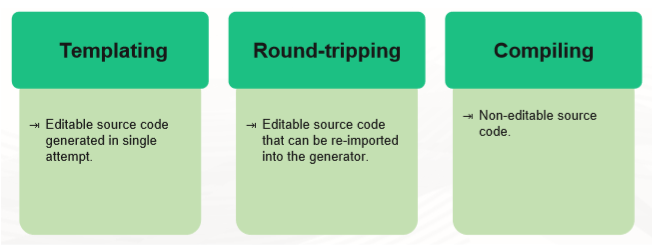 Templating
⇥ Editable source code
generated in single
attempt.
Round-tripping
⇥ Editable source code
that can be re-imported
into the generator.
Compiling
⇥ Non-editable source
code.